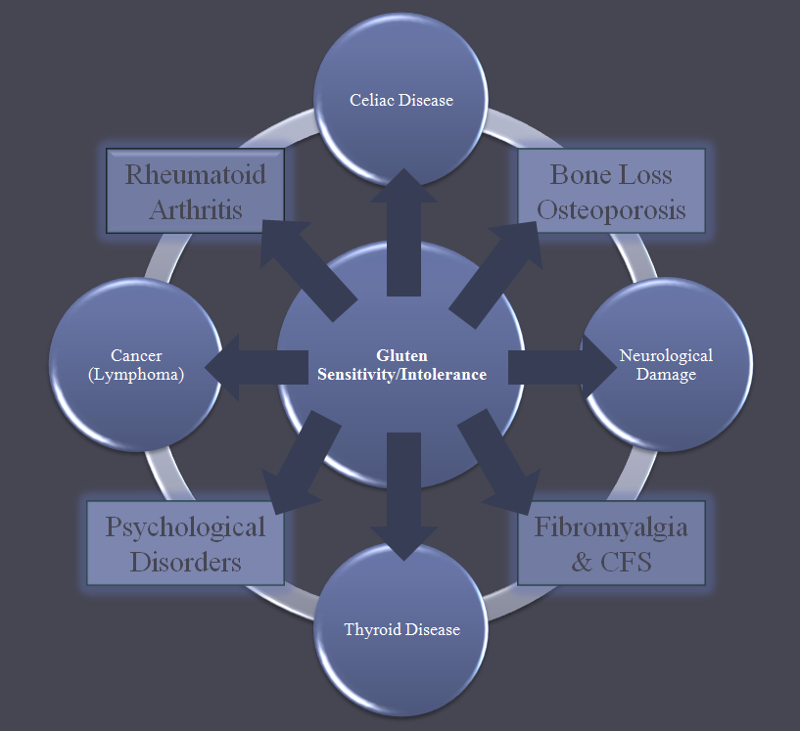 Celiac Disease
Rheumatoid
Arthritis
Bone Loss
Osteoporosis
Cancer
(Lymphoma)
Gluten
Sensitivity/Intolerance
Neurological
Damage
Psychological
Disorders
Fibromyalgia
& CFS
Thyroid Disease